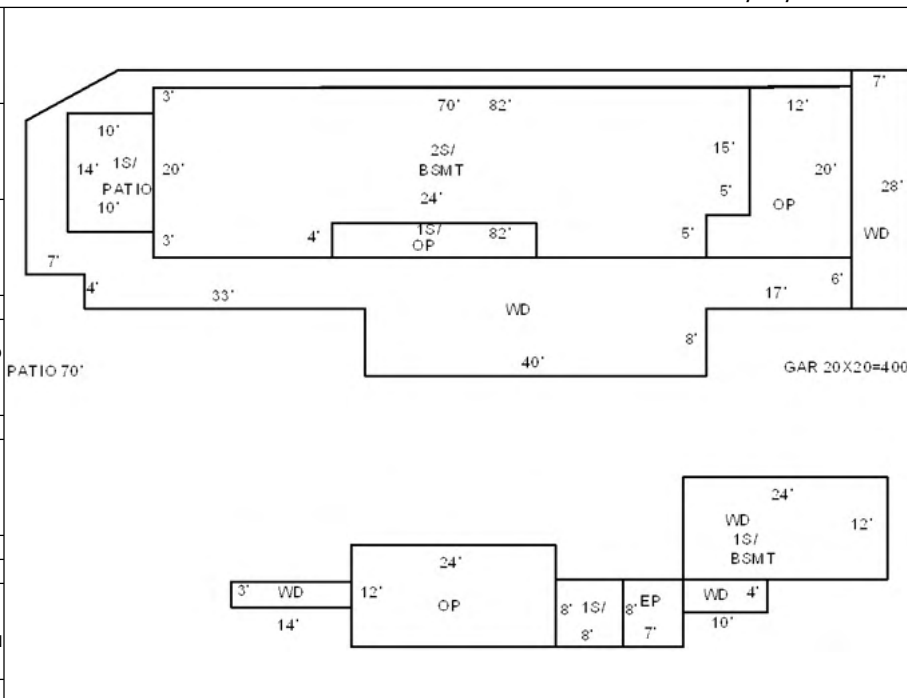 7'
3'
70' 82'
12'
10'
14' 1S/
PATIO
10'
20'
2S/
BSMT
24'
15'
5'
20'
OP
28'
WD
3'
4'
1S/
OP
82'
5'
7'
4'
33'
WD
17'
6'
8'
40'
PATIO 70'
GAR 20X20=400
24'
WD
1S/
BSMT
12'
24'
3' WD
12'
OP
14'
8' 1S/
8'
8' EP
7'
WD 4'
10'